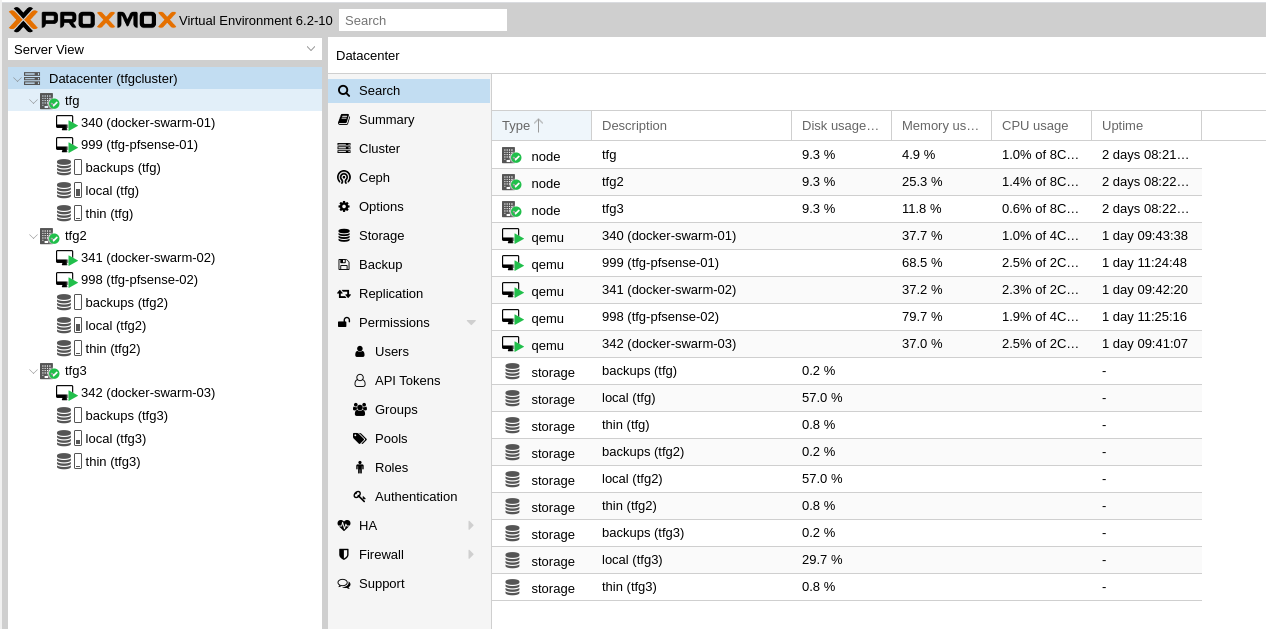 PROXMOX Virtual Environment 6.2-10 Search
Server View
Datacenter (tfgcluster)
tfg
340 (docker-swarm-01)
999 (tfg-pfsense-01)
backups (tfg)
local (tfg)
thin (tfg)
tfg2
341 (docker-swarm-02)
998 (tfg-pfsense-02)
backups (tfg2)
local (tfg2)
thin (tfg2)
tfg3
342 (docker-swarm-03)
backups (tfg3)
local (tfg3)
thin (tfg3)
Datacenter
Search
Summary
Cluster
Ceph
Options
Storage
Backup
Replication
Permissions
Users
API Tokens
Groups
Pools
Roles
Authentication
HA
Firewall
Support
Type Description Disk usage... Memory us... CPU usage Uptime
node tfg 9.3 % 4.9 % 1.0% of 8C... 2 days 08:21...
node tfg2 9.3 % 25.3 % 1.4% of 8C... 2 days 08:22...
node tfg3 9.3 % 11.8 % 0.6% of 8C... 2 days 08:22...
qemu 340 (docker-swarm-01) 37.7 % 1.0% of 4C... 1 day 09:43:38
qemu 999 (tfg-pfsense-01) 68.5 % 2.5% of 2C... 1 day 11:24:48
qemu 341 (docker-swarm-02) 37.2 % 2.3% of 2C... 1 day 09:42:20
qemu 998 (tfg-pfsense-02) 79.7 % 1.9% of 4C... 1 day 11:25:16
qemu 342 (docker-swarm-03) 37.0 % 2.5% of 2C... 1 day 09:41:07
storage backups (tfg) 0.2 % -
storage local (tfg) 57.0 % -
storage thin (tfg) 0.8 % -
storage backups (tfg2) 0.2 % -
storage local (tfg2) 57.0 % -
storage thin (tfg2) 0.8 % -
storage backups (tfg3) 0.2 % -
storage local (tfg3) 29.7 % -
storage thin (tfg3) 0.8 % -